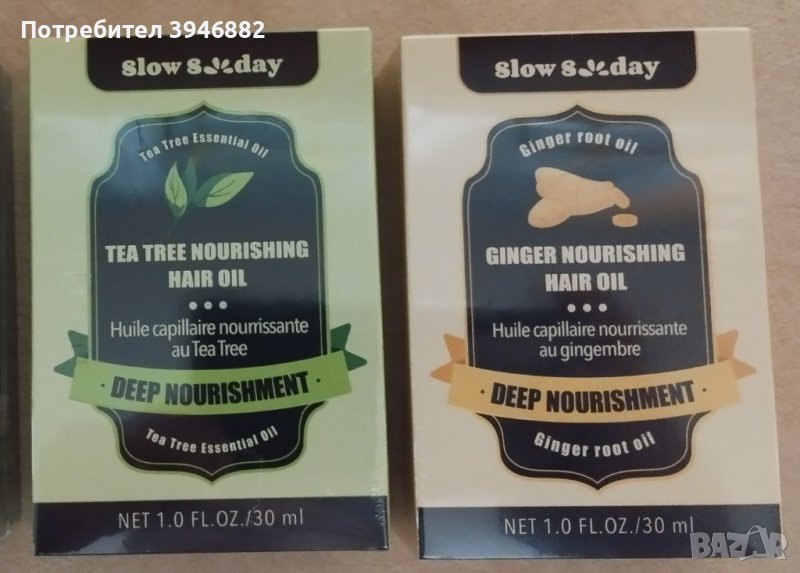 Потребител 3946882
Slow Sunday
Tea Tree Essential Oil
TEA TREE NOURISHING
HAIR OIL
Huile capillaire nourrissante
au Tea Tree
· DEEP NOURISHMENT ·
Tea Tree Essential Oil
NET 1.0 FL.OZ./30 ml
Slow Sunday
Ginger root oil
GINGER NOURISHING
HAIR OIL
Huile capillaire nourrissante
au gingembre
· DEEP NOURISHMENT ·
Ginger root oil
NET 1.0 FL.OZ./30 ml
BAZAR